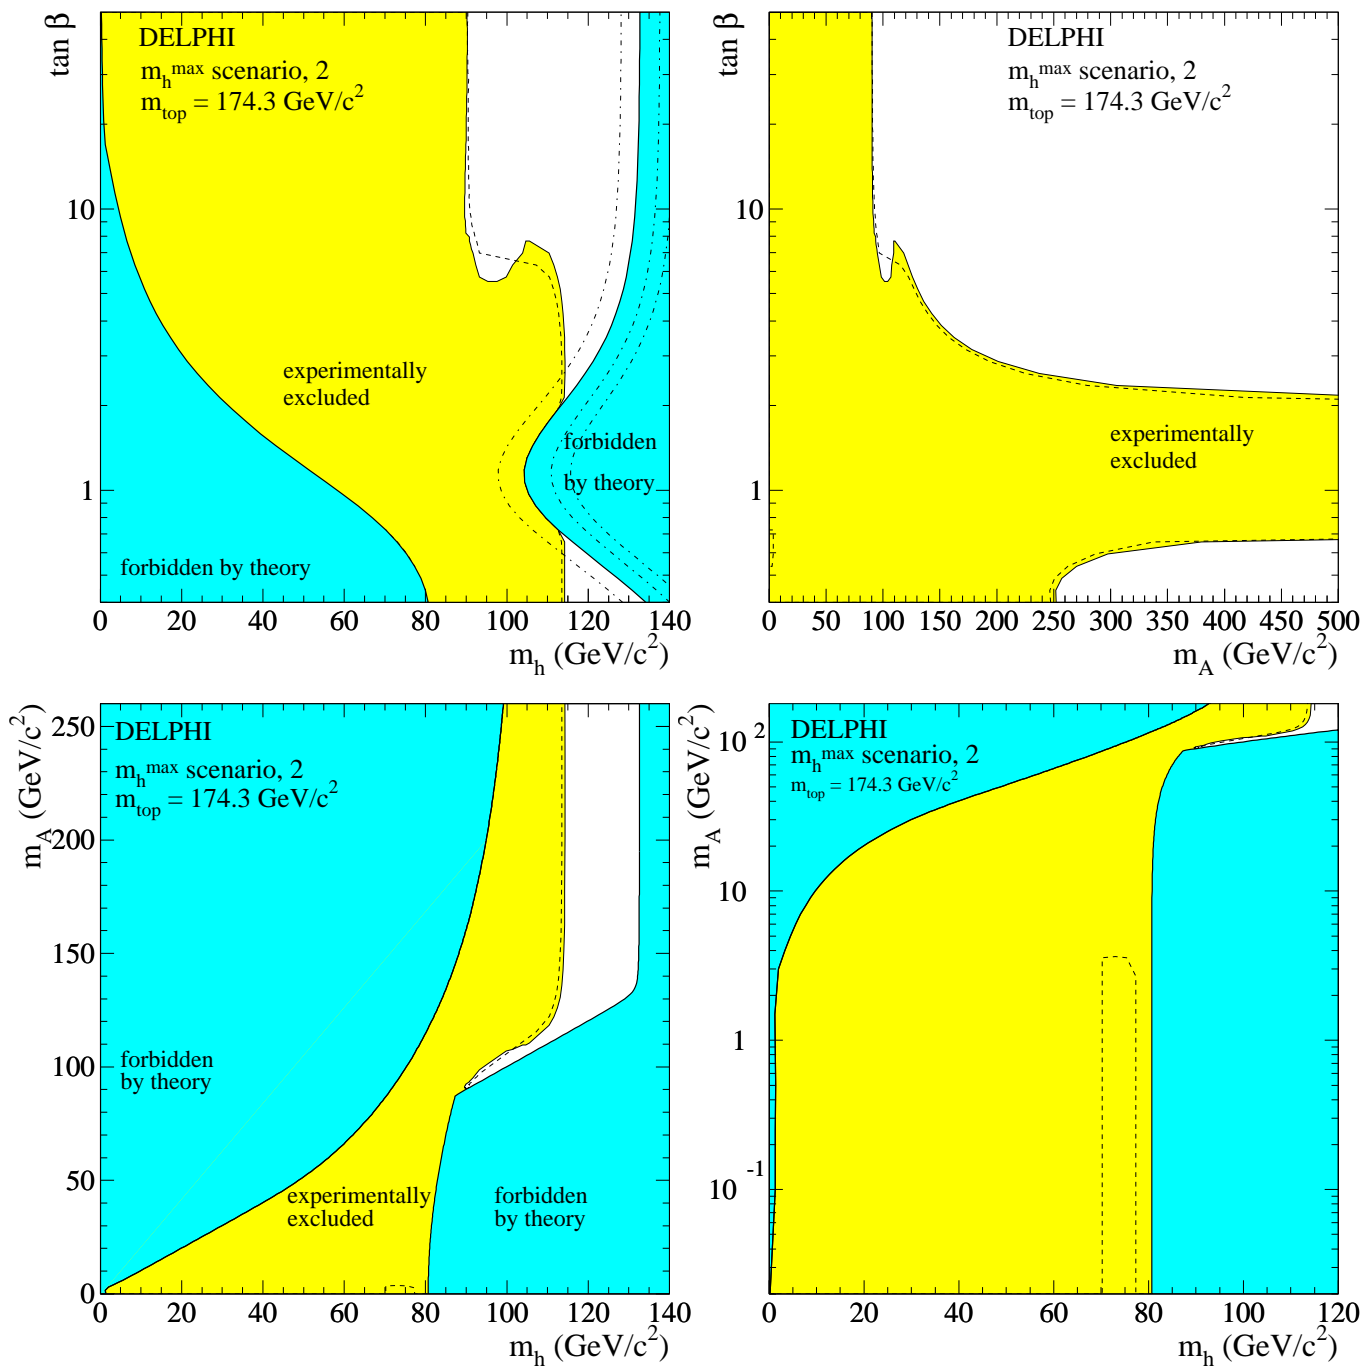 tan β
DELPHI
m_h^max scenario, 2
m_top = 174.3 GeV/c^2
10
1
experimentally
excluded
forbidden
by theory
forbidden by theory
0 20 40 60 80 100 120 140
m_h (GeV/c^2)
tan β
DELPHI
m_h^max scenario, 2
m_top = 174.3 GeV/c^2
10
1
experimentally
excluded
0 50 100 150 200 250 300 350 400 450 500
m_A (GeV/c^2)
m_A (GeV/c^2)
DELPHI
m_h^max scenario, 2
m_top = 174.3 GeV/c^2
250
200
150
100
50
0
forbidden
by theory
experimentally
excluded
forbidden
by theory
0 20 40 60 80 100 120 140
m_h (GeV/c^2)
m_A (GeV/c^2)
DELPHI
m_h^max scenario, 2
m_top = 174.3 GeV/c^2
10^2
10
1
10^-1
0 20 40 60 80 100 120
m_h (GeV/c^2)